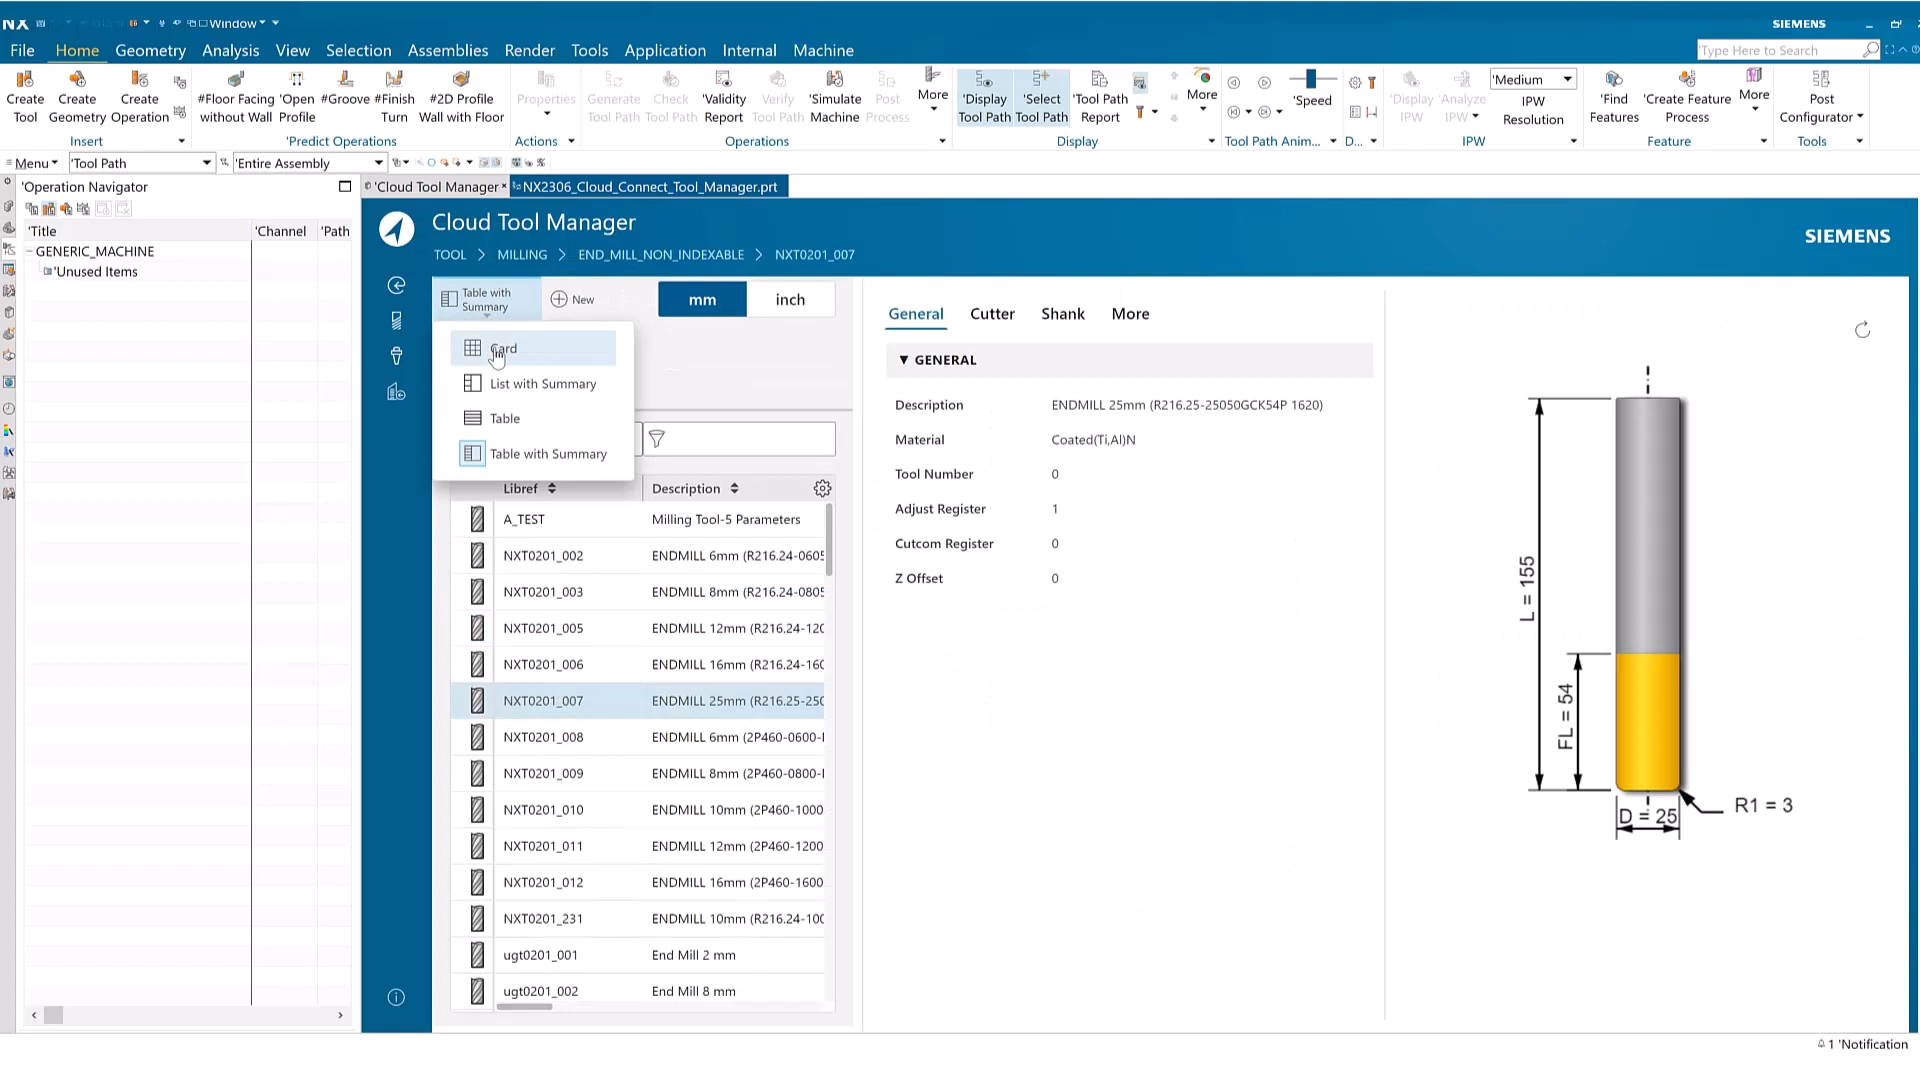 NX
Window
SIEMENS
File Home Geometry Analysis View Selection Assemblies Render Tools Application Internal Machine
'Type Here to Search
Create Tool
Create Geometry
Create Operation
Insert
#Floor Facing without Wall
'Open Profile
#Groove
#Finish Turn
#2D Profile Wall with Floor
'Predict Operations
Properties
Actions
Generate Tool Path
Check Tool Path
'Validity Report
Verify Tool Path
'Simulate Machine
Post Process
More
Operations
'Display Tool Path
'Select Tool Path
'Tool Path Report
More
Display
'Speed
Tool Path Anim...
D...
'Display IPW
'Analyze IPW
'Medium
IPW Resolution
IPW
'Find Features
'Create Feature Process
More
Feature
Post Configurator
Tools
Menu
'Tool Path
'Entire Assembly
'Operation Navigator
'Cloud Tool Manager
NX2306_Cloud_Connect_Tool_Manager.prt
'Title 'Channel 'Path
GENERIC_MACHINE
'Unused Items
Cloud Tool Manager
SIEMENS
TOOL > MILLING > END_MILL_NON_INDEXABLE > NXT0201_007
Table with Summary
New
mm
inch
Card
List with Summary
Table
Table with Summary
Libref Description
A_TEST Milling Tool-5 Parameters
NXT0201_002 ENDMILL 6mm (R216.24-0605
NXT0201_003 ENDMILL 8mm (R216.24-0805
NXT0201_005 ENDMILL 12mm (R216.24-120
NXT0201_006 ENDMILL 16mm (R216.24-160
NXT0201_007 ENDMILL 25mm (R216.25-250
NXT0201_008 ENDMILL 6mm (2P460-0600-
NXT0201_009 ENDMILL 8mm (2P460-0800-
NXT0201_010 ENDMILL 10mm (2P460-1000
NXT0201_011 ENDMILL 12mm (2P460-1200
NXT0201_012 ENDMILL 16mm (2P460-1600
NXT0201_231 ENDMILL 10mm (R216.24-100
ugt0201_001 End Mill 2 mm
ugt0201_002 End Mill 8 mm
General Cutter Shank More
GENERAL
Description ENDMILL 25mm (R216.25-25050GCK54P 1620)
Material Coated(Ti,Al)N
Tool Number 0
Adjust Register 1
Cutcom Register 0
Z Offset 0
L = 155
FL = 54
D = 25
R1 = 3
1 'Notification